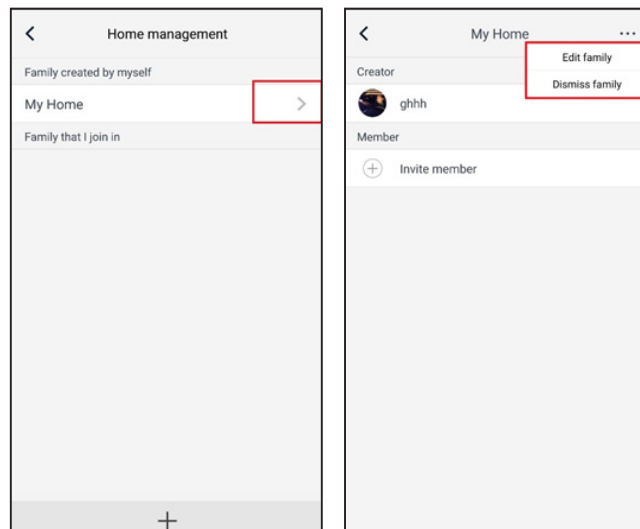 Home management
Family created by myself
My Home
Family that I join in
My Home
Edit family
Dismiss family
Creator
ghhh
Member
Invite member